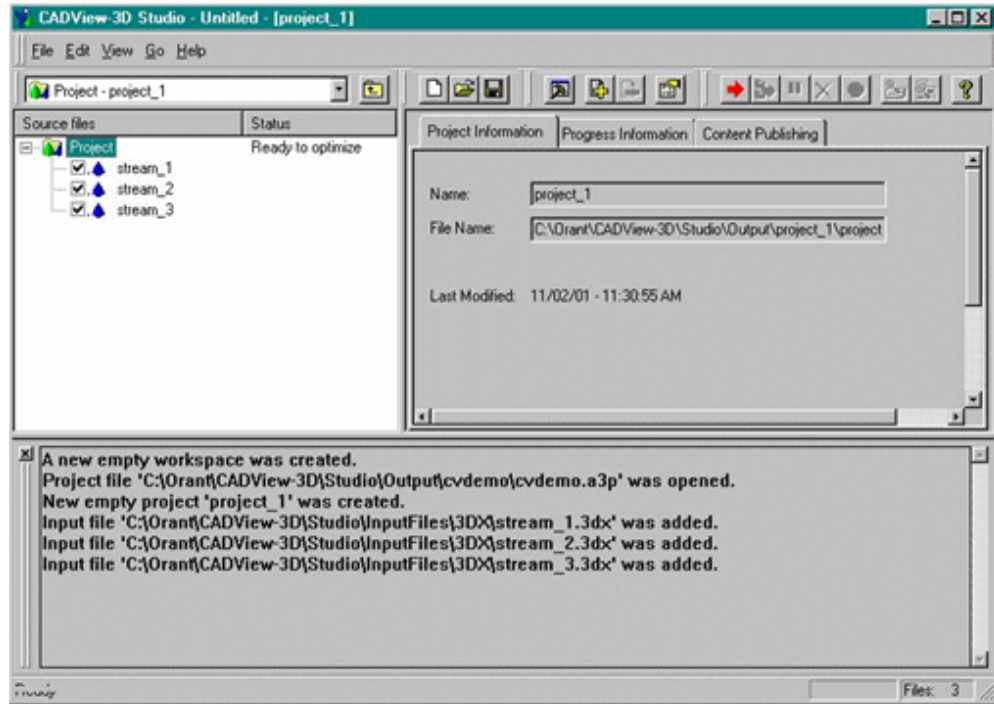 CADView-3D Studio - Untitled - [project_1]
File Edit View Go Help
Project - project_1
Source files Status
Project Ready to optimize
stream_1
stream_2
stream_3
Project Information Progress Information Content Publishing
Name: project_1
File Name: C:\Orant\CADView-3D\Studio\Output\project_1\project
Last Modified: 11/02/01 - 11:30:55 AM
A new empty workspace was created.
Project file 'C:\Orant\CADView-3D\Studio\Output\cvdemo\cvdemo.a3p' was opened.
New empty project 'project_1' was created.
Input file 'C:\Orant\CADView-3D\Studio\InputFiles\3DX\stream_1.3dx' was added.
Input file 'C:\Orant\CADView-3D\Studio\InputFiles\3DX\stream_2.3dx' was added.
Input file 'C:\Orant\CADView-3D\Studio\InputFiles\3DX\stream_3.3dx' was added.
Ready Files: 3